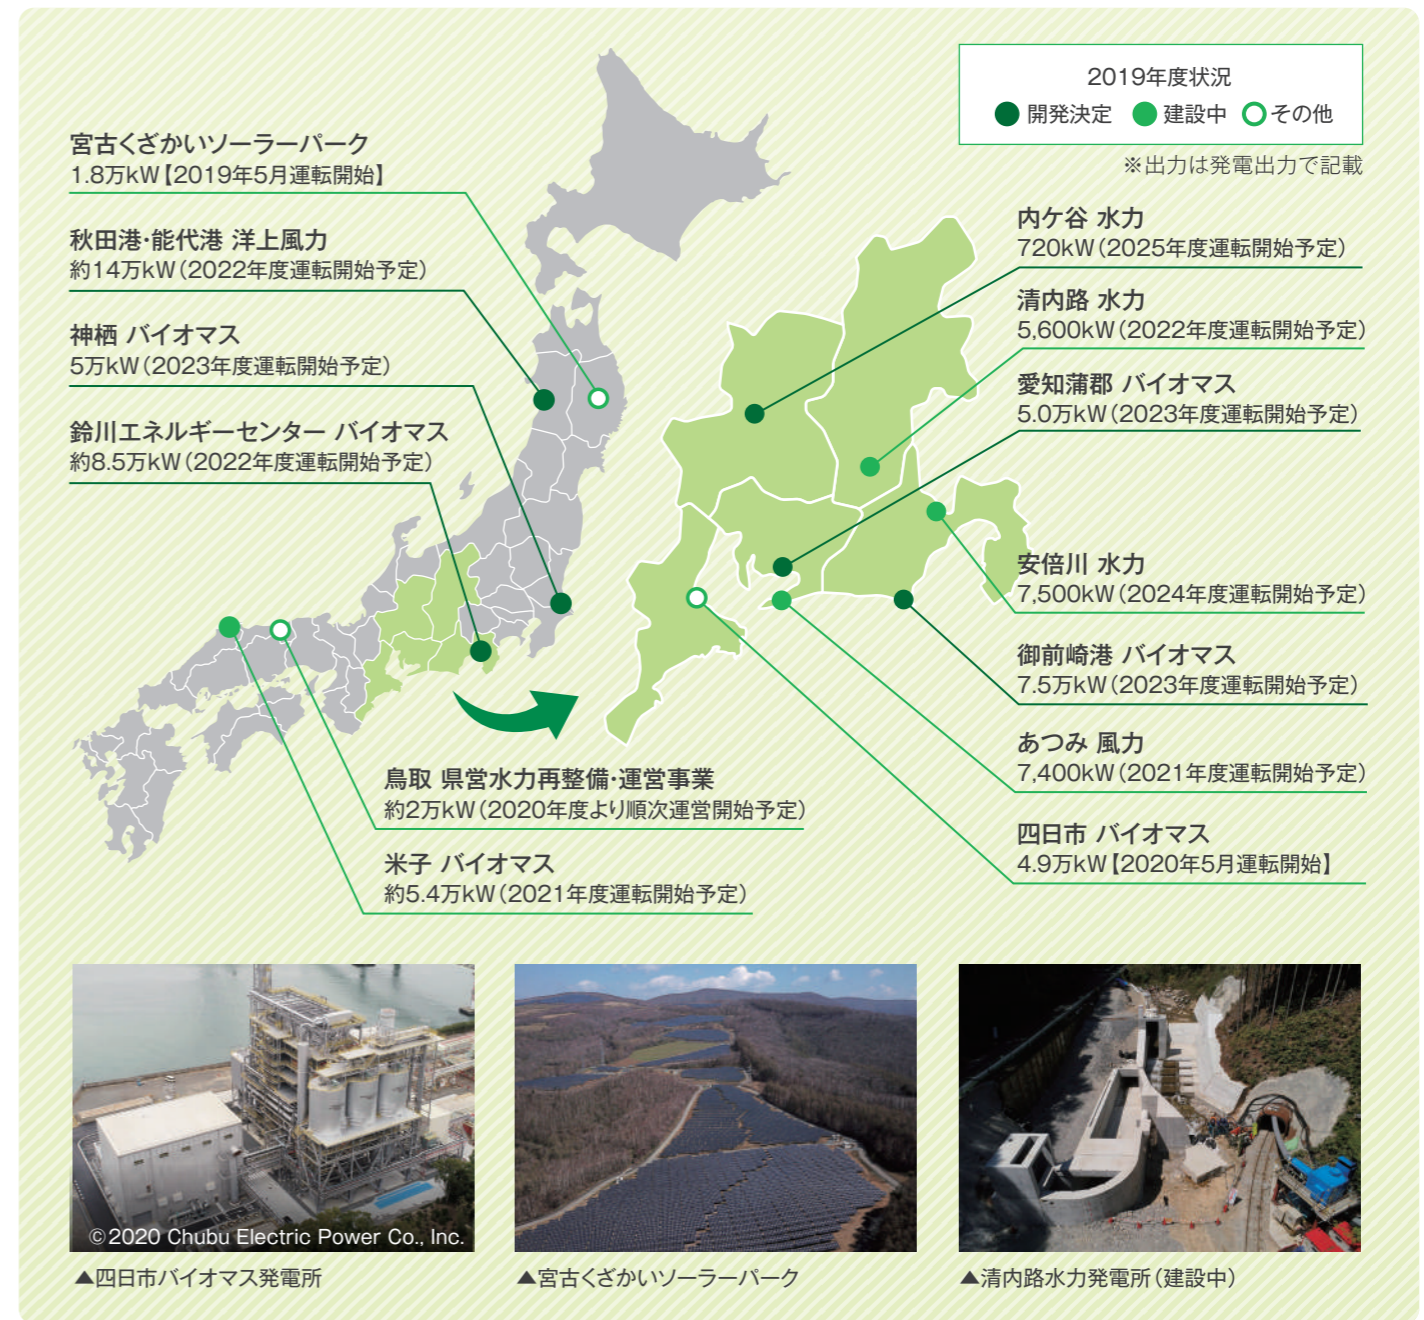 2019年度状況
●開発決定 ●建設中 ○その他
※出力は発電出力で記載
宮古くざかいソーラーパーク
1.8万kW【2019年5月運転開始】
秋田港・能代港 洋上風力
約14万kW（2022年度運転開始予定）
神栖 バイオマス
5万kW（2023年度運転開始予定）
鈴川エネルギーセンター バイオマス
約8.5万kW（2022年度運転開始予定）
内ケ谷 水力
720kW（2025年度運転開始予定）
清内路 水力
5,600kW（2022年度運転開始予定）
愛知蒲郡 バイオマス
5.0万kW（2023年度運転開始予定）
安倍川 水力
7,500kW（2024年度運転開始予定）
御前崎港 バイオマス
7.5万kW（2023年度運転開始予定）
あつみ 風力
7,400kW（2021年度運転開始予定）
四日市 バイオマス
4.9万kW【2020年5月運転開始】
鳥取 県営水力再整備・運営事業
約2万kW（2020年度より順次運営開始予定）
米子 バイオマス
約5.4万kW（2021年度運転開始予定）
©2020 Chubu Electric Power Co., Inc.
▲四日市バイオマス発電所
▲宮古くざかいソーラーパーク
▲清内路水力発電所（建設中）